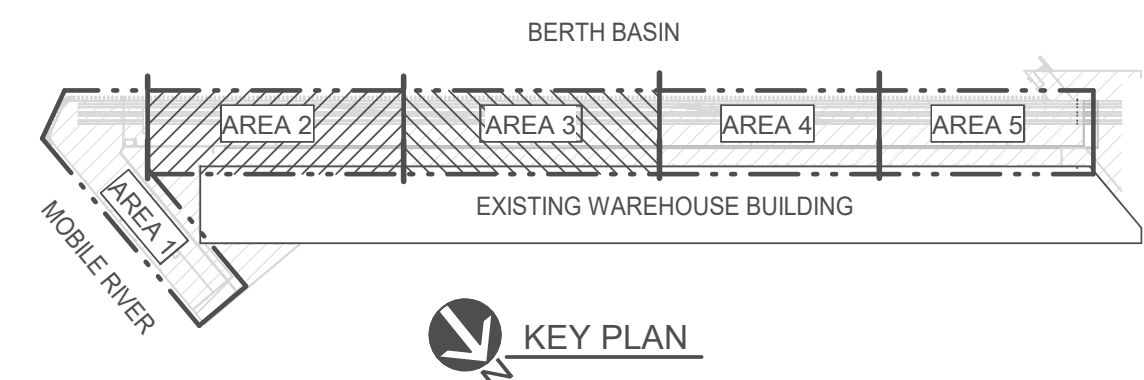 BERTH BASIN
AREA 2
AREA 3
AREA 4
AREA 5
AREA 1
EXISTING WAREHOUSE BUILDING
MOBILE RIVER
N
KEY PLAN